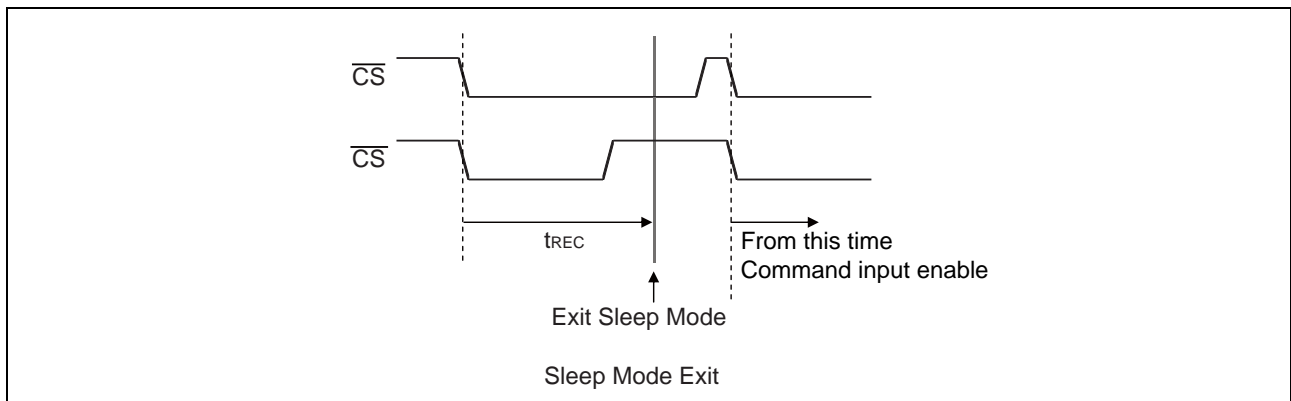 CS
CS
tREC
From this time
Command input enable
Exit Sleep Mode
Sleep Mode Exit